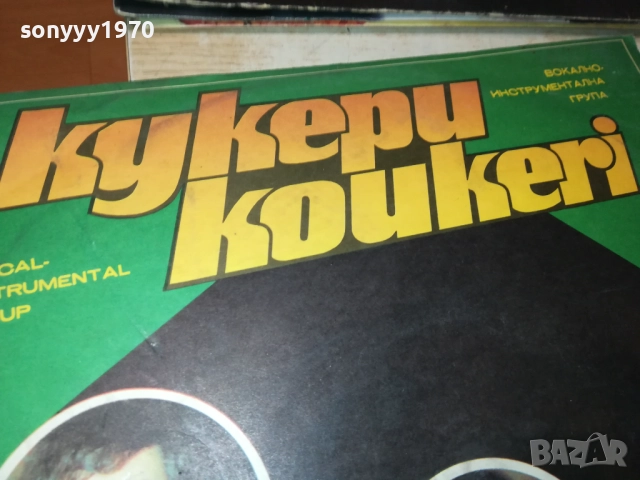 sonyyy1970
кукери
koukeri
ВОКАЛНО-
ИНСТРУМЕНТАЛНА
ГРУПА
CAL-
TRUMENTAL
UP
BAZAR